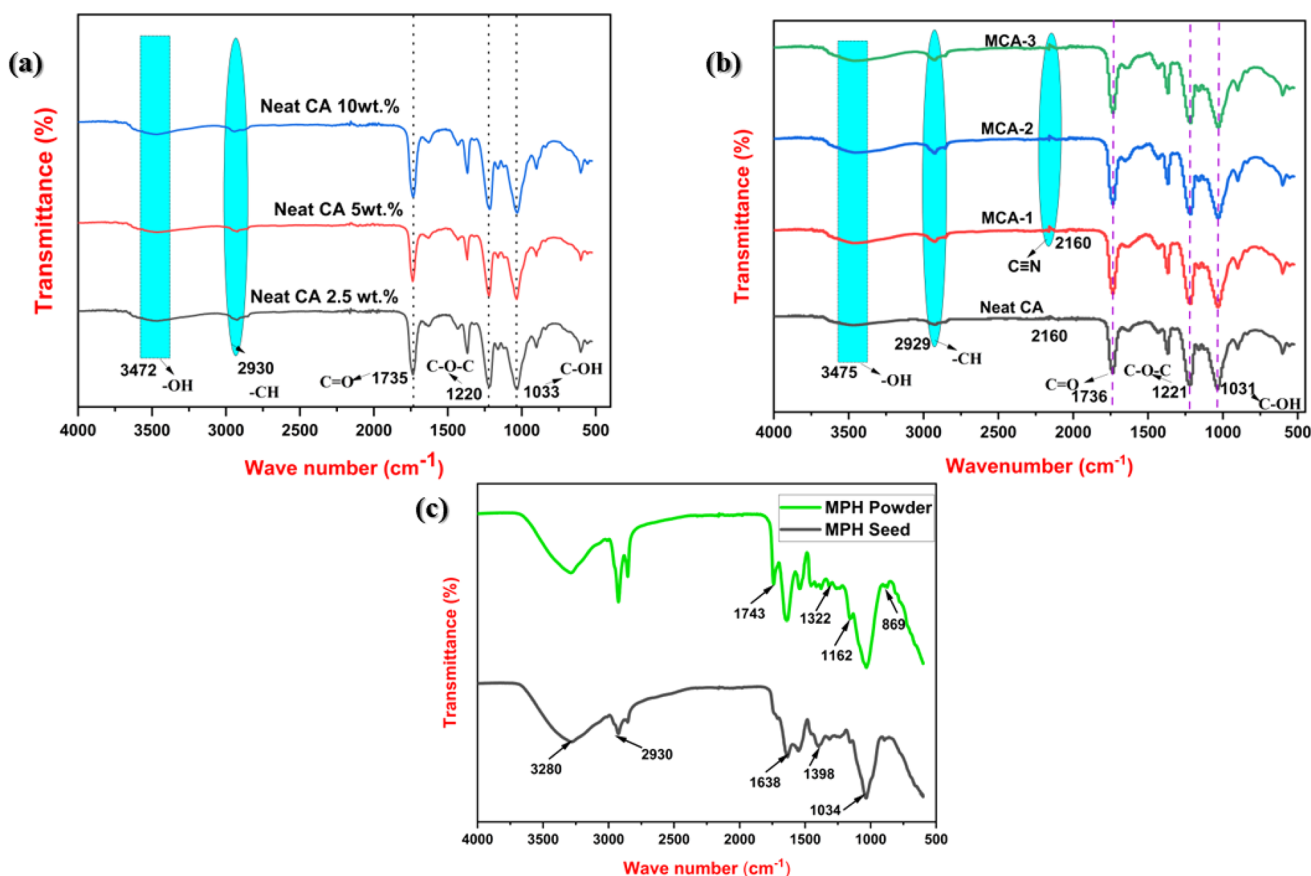 (a)
Neat CA 10wt.%
Neat CA 5wt.%
Neat CA 2.5 wt.%
3472
-OH
2930
-CH
C=O
1735
C-O-C
1220
1033
C-OH
4000 3500 3000 2500 2000 1500 1000 500
Wave number (cm⁻¹)
Transmittance (%)
(b)
MCA-3
MCA-2
MCA-1
2160
C≡N
Neat CA
2160
3475
-OH
2929
-CH
C=O
1736
C-O-C
1221
1031
C-OH
4000 3500 3000 2500 2000 1500 1000 500
Wavenumber (cm⁻¹)
Transmittance (%)
(c)
MPH Powder
MPH Seed
1743
1322
1162
869
3280
2930
1638
1398
1034
4000 3500 3000 2500 2000 1500 1000 500
Wave number (cm⁻¹)
Transmittance (%)